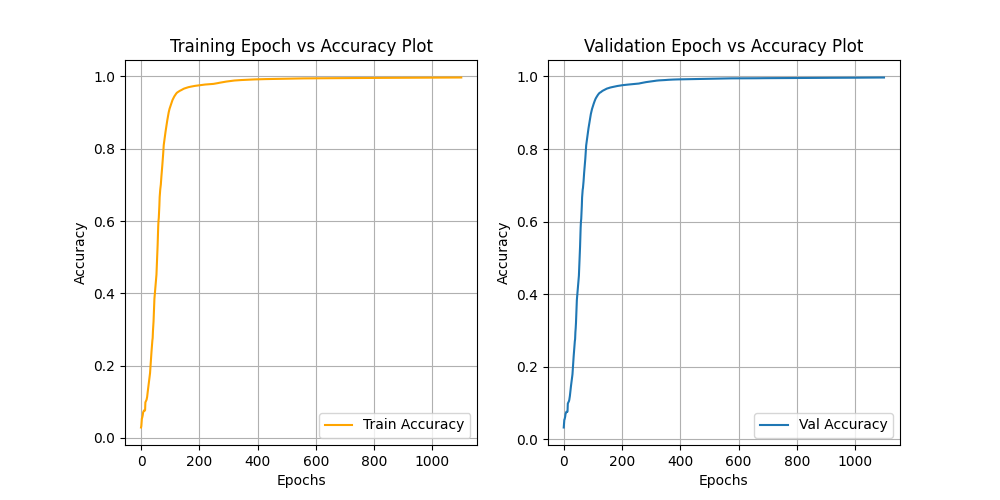 Training Epoch vs Accuracy Plot
1.0
0.8
0.6
0.4
0.2
0.0
Accuracy
Train Accuracy
0 200 400 600 800 1000
Epochs
Validation Epoch vs Accuracy Plot
1.0
0.8
0.6
0.4
0.2
0.0
Accuracy
Val Accuracy
0 200 400 600 800 1000
Epochs